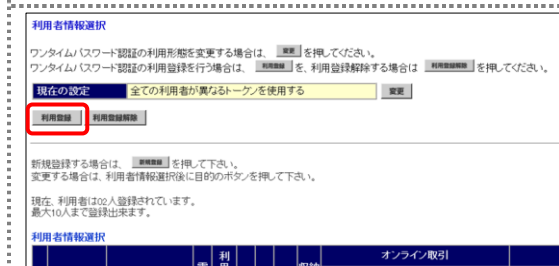 利用者情報選択
ワンタイムパスワード認証の利用形態を変更する場合は、 変更 を押してください。
ワンタイムパスワード認証の利用登録を行う場合は、 利用登録 を、利用登録解除する場合は 利用登録解除 を押してください。
現在の設定 全ての利用者が異なるトークンを使用する 変更
利用登録 利用登録解除
新規登録する場合は、 新規登録 を押して下さい。
変更する場合は、利用者情報選択後に目的のボタンを押して下さい。
現在、利用者は02人登録されています。
最大10人まで登録出来ます。
利用者情報選択
オンライン取引
利
収納